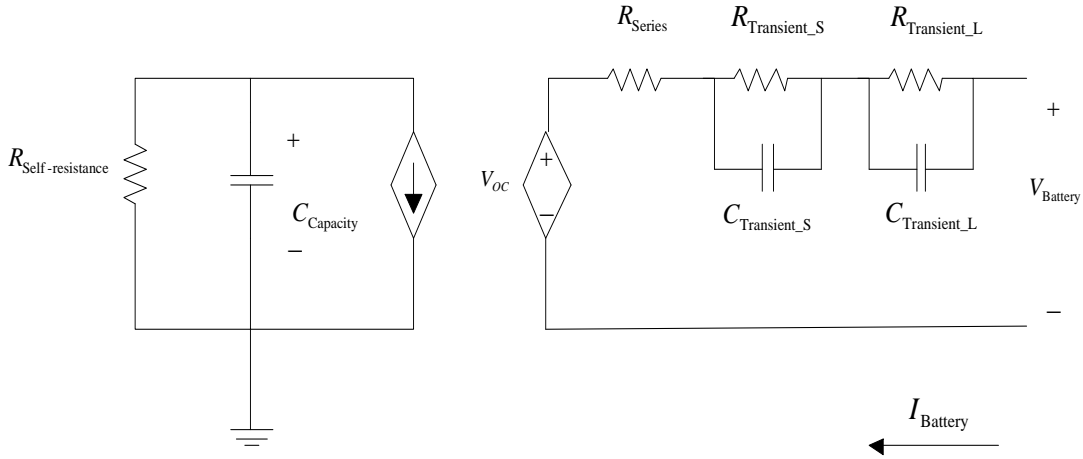 R_Series
R_Transient_S
R_Transient_L
+
R_Self-resistance
+
C_Capacity
−
V_OC
+
−
C_Transient_S
C_Transient_L
V_Battery
−
I_Battery